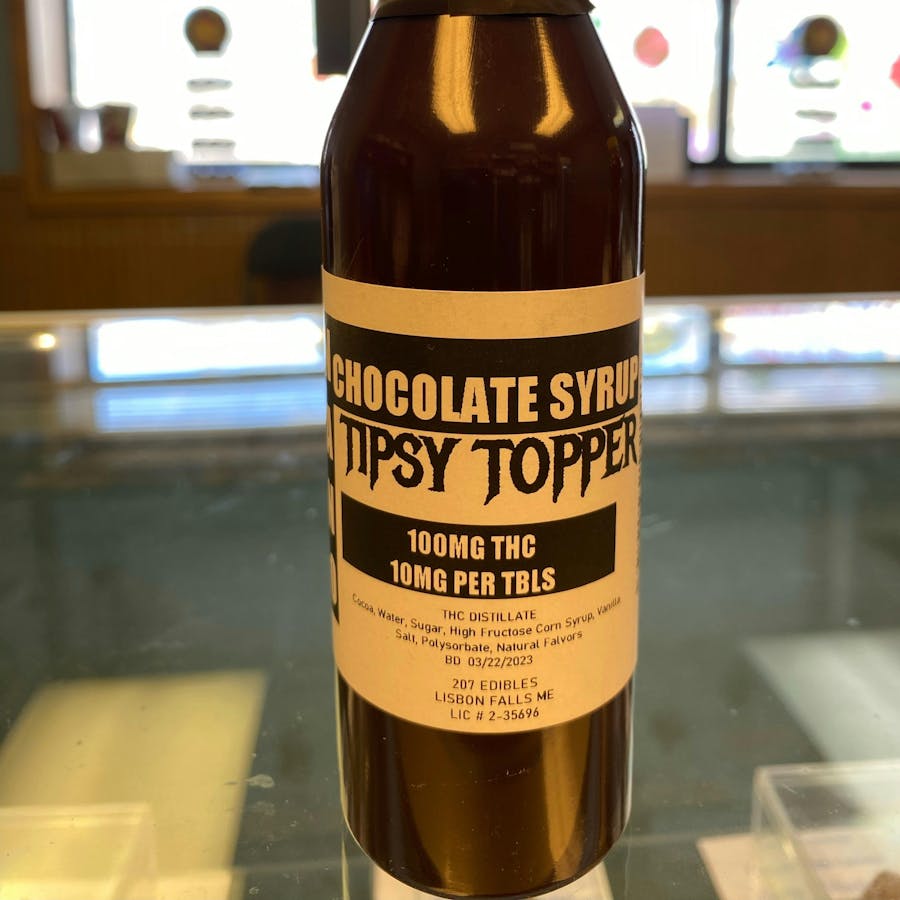 CHOCOLATE SYRUP
TIPSY TOPPER
100MG THC
10MG PER TBLS
THC DISTILLATE
Cocoa, Water, Sugar, High Fructose Corn Syrup, Vanilla
Salt, Polysorbate, Natural Falvors
BD 03/22/2023
207 EDIBLES
LISBON FALLS ME
LIC # 2-35696